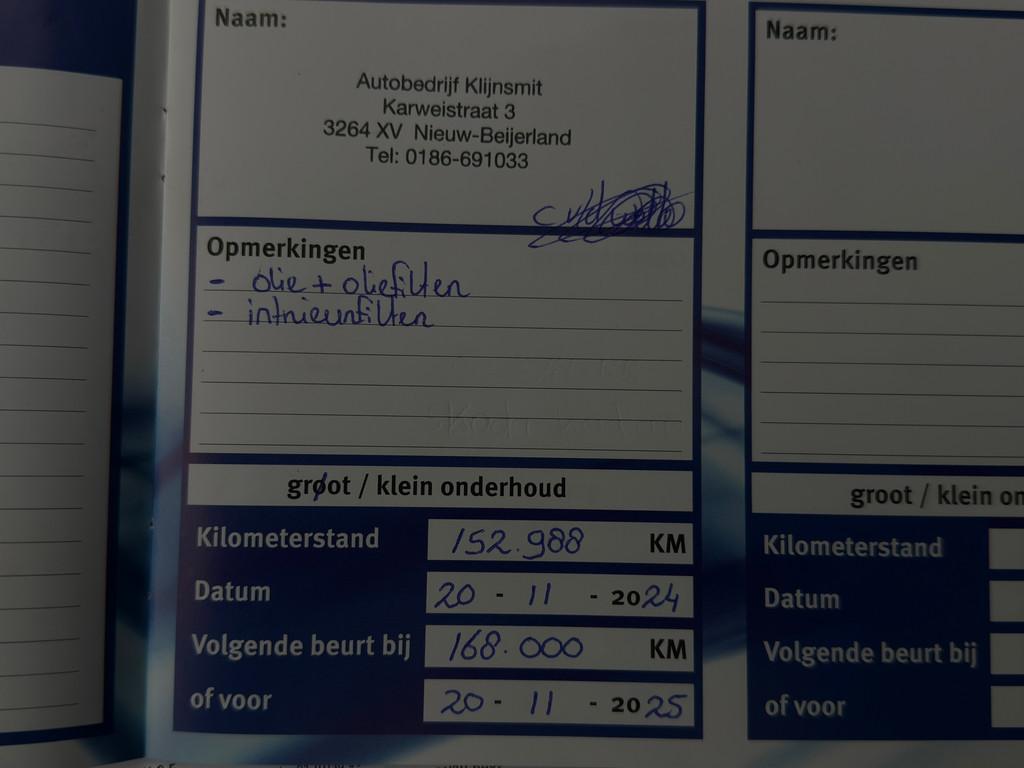 Naam:
Autobedrijf Klijnsmit
Karweistraat 3
3264 XV Nieuw-Beijerland
Tel: 0186-691033
Opmerkingen
- olie + oliefilter
- intrieurfilter
groot / klein onderhoud
Kilometerstand 152.988 KM
Datum 20 - 11 - 2024
Volgende beurt bij 168.000 KM
of voor 20 - 11 - 2025
Naam:
Opmerkingen
groot / klein on
Kilometerstand
Datum
Volgende beurt bij
of voor